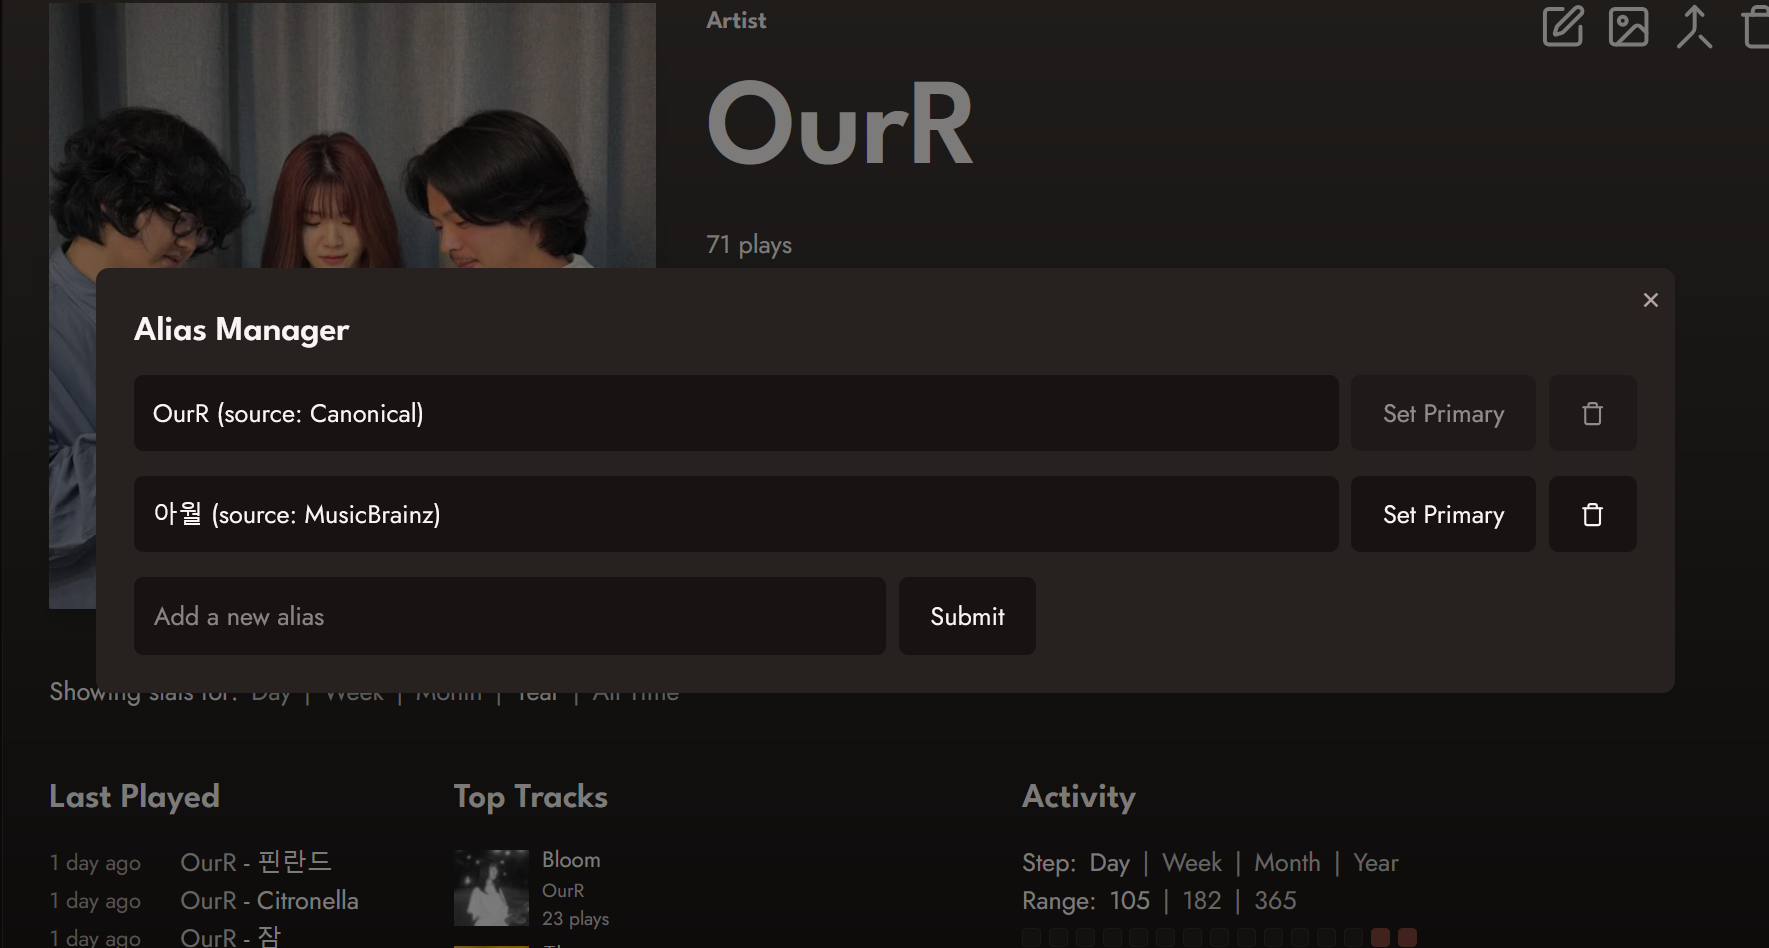 Artist
OurR
71 plays
Alias Manager
×
OurR (source: Canonical)
Set Primary
아월 (source: MusicBrainz)
Set Primary
Add a new alias
Submit
Showing stats for: Day | Week | Month | Year | All Time
Last Played
1 day ago OurR - 핀란드
1 day ago OurR - Citronella
1 day ago OurR - 잠
Top Tracks
Bloom
OurR
23 plays
Activity
Step: Day | Week | Month | Year
Range: 105 | 182 | 365